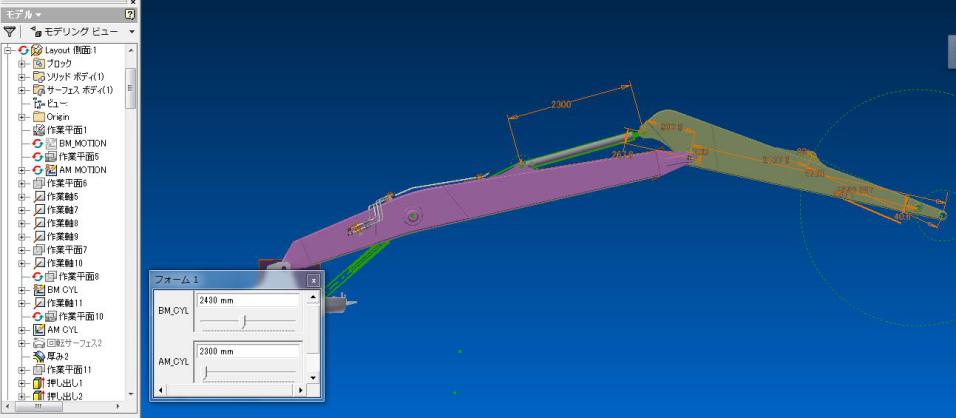 モデル
モデリング ビュー
Layout 側面:1
ブロック
ソリッド ボディ(1)
サーフェス ボディ(1)
ビュー:
Origin
作業平面1
BM_MOTION
作業平面5
AM MOTION
作業平面6
作業軸5
作業軸7
作業軸8
作業軸9
作業平面7
作業軸10
作業平面8
BM CYL
作業軸11
作業平面10
AM CYL
回転サーフェス2
厚み2
作業平面11
押し出し1
押し出し2
2300
40.6
フォーム 1
BM_CYL
2430 mm
AM_CYL
2300 mm